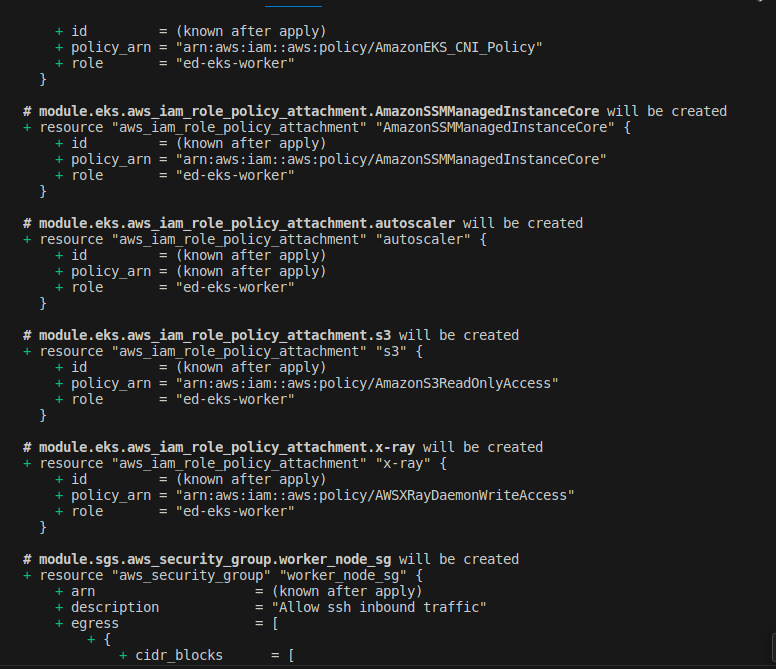 + id          = (known after apply)
+ policy_arn = "arn:aws:iam::aws:policy/AmazonEKS_CNI_Policy"
+ role        = "ed-eks-worker"
}
# module.eks.aws_iam_role_policy_attachment.AmazonSSMManagedInstanceCore will be created
+ resource "aws_iam_role_policy_attachment" "AmazonSSMManagedInstanceCore" {
+ id          = (known after apply)
+ policy_arn = "arn:aws:iam::aws:policy/AmazonSSMManagedInstanceCore"
+ role        = "ed-eks-worker"
}
# module.eks.aws_iam_role_policy_attachment.autoscaler will be created
+ resource "aws_iam_role_policy_attachment" "autoscaler" {
+ id          = (known after apply)
+ policy_arn = (known after apply)
+ role        = "ed-eks-worker"
}
# module.eks.aws_iam_role_policy_attachment.s3 will be created
+ resource "aws_iam_role_policy_attachment" "s3" {
+ id          = (known after apply)
+ policy_arn = "arn:aws:iam::aws:policy/AmazonS3ReadOnlyAccess"
+ role        = "ed-eks-worker"
}
# module.eks.aws_iam_role_policy_attachment.x-ray will be created
+ resource "aws_iam_role_policy_attachment" "x-ray" {
+ id          = (known after apply)
+ policy_arn = "arn:aws:iam::aws:policy/AWSXRayDaemonWriteAccess"
+ role        = "ed-eks-worker"
}
# module.sgs.aws_security_group.worker_node_sg will be created
+ resource "aws_security_group" "worker_node_sg" {
+ arn                    = (known after apply)
+ description            = "Allow ssh inbound traffic"
+ egress                 = [
+ {
+ cidr_blocks      = [